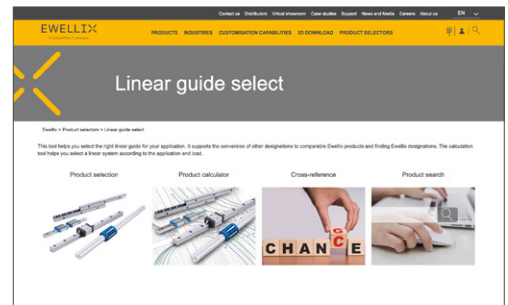 Contact us Distributors Virtual showroom Case studies Support News and Media Careers About us EN
EWELLIX
PRODUCTS INDUSTRIES CUSTOMISATION CAPABILITIES 3D DOWNLOAD PRODUCT SELECTORS
Linear guide select
Ewellix > Product selectors > Linear guide select
This tool helps you select the right linear guide for your application. It supports the conversion of other designations to comparable Ewellix products and finding Ewellix designations. The calculation
tool helps you select a linear system according to the application and load.
Product selection Product calculator Cross-reference Product search
G
CHANCE